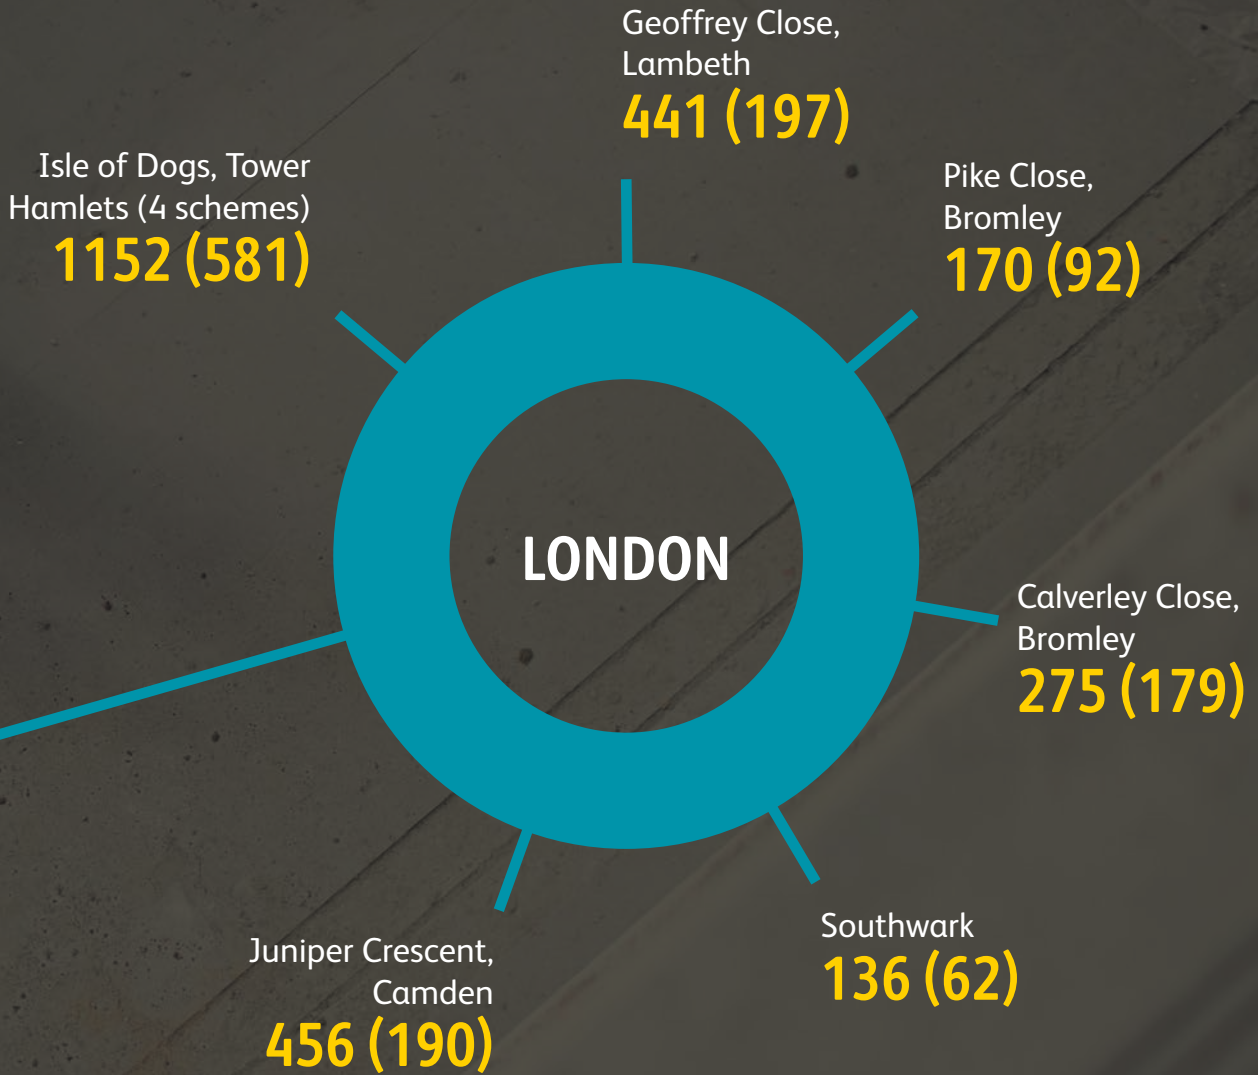 Geoffrey Close,
Lambeth
441 (197)
Isle of Dogs, Tower
Hamlets (4 schemes)
1152 (581)
Pike Close,
Bromley
170 (92)
LONDON
Calverley Close,
Bromley
275 (179)
Southwark
136 (62)
Juniper Crescent,
Camden
456 (190)